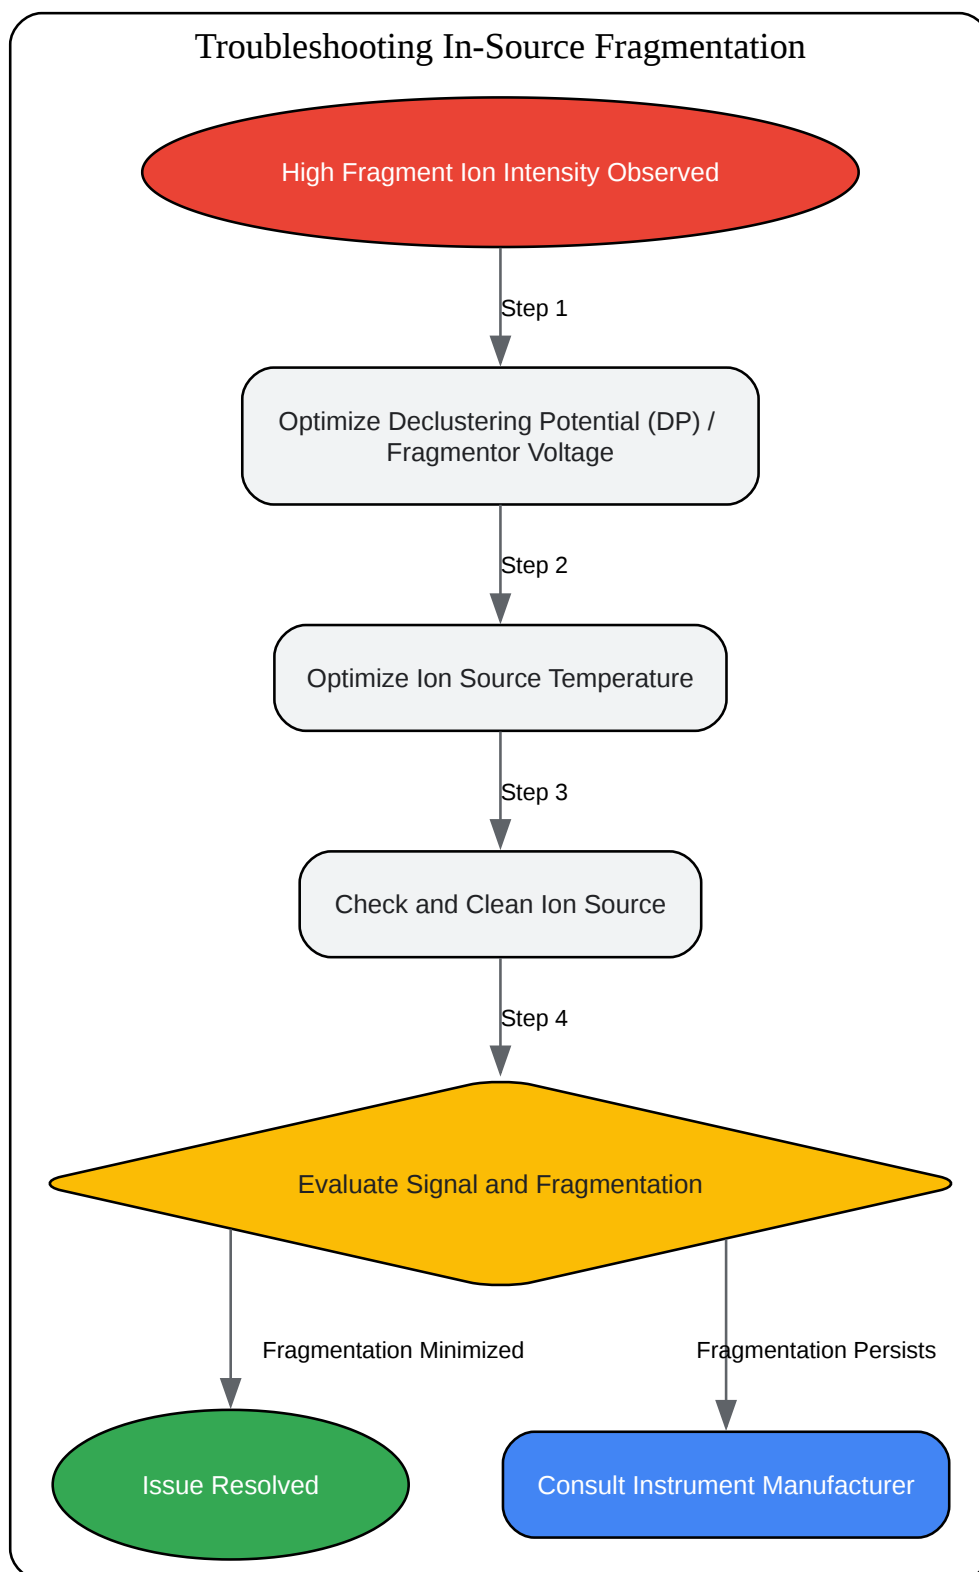 Troubleshooting In-Source Fragmentation
High Fragment Ion Intensity Observed
Step 1
Optimize Declustering Potential (DP) /
Fragmentor Voltage
Step 2
Optimize Ion Source Temperature
Step 3
Check and Clean Ion Source
Step 4
Evaluate Signal and Fragmentation
Fragmentation Minimized
Fragmentation Persists
Issue Resolved
Consult Instrument Manufacturer